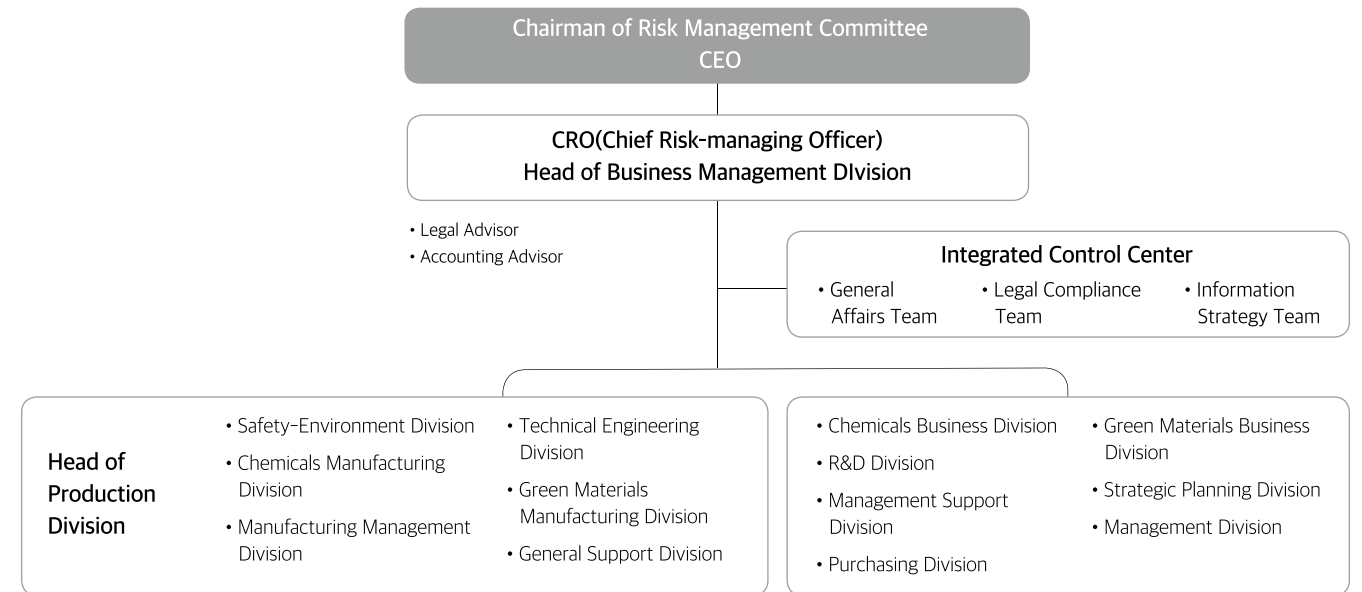 Chairman of Risk Management Committee
CEO
CRO(Chief Risk-managing Officer)
Head of Business Management DIvision
• Legal Advisor
• Accounting Advisor
Integrated Control Center
• General
Affairs Team
• Legal Compliance
Team
• Information
Strategy Team
Head of
Production
Division
• Safety-Environment Division
• Chemicals Manufacturing
Division
• Manufacturing Management
Division
• Technical Engineering
Division
• Green Materials
Manufacturing Division
• General Support Division
• Chemicals Business Division
• R&D Division
• Management Support
Division
• Purchasing Division
• Green Materials Business
Division
• Strategic Planning Division
• Management Division